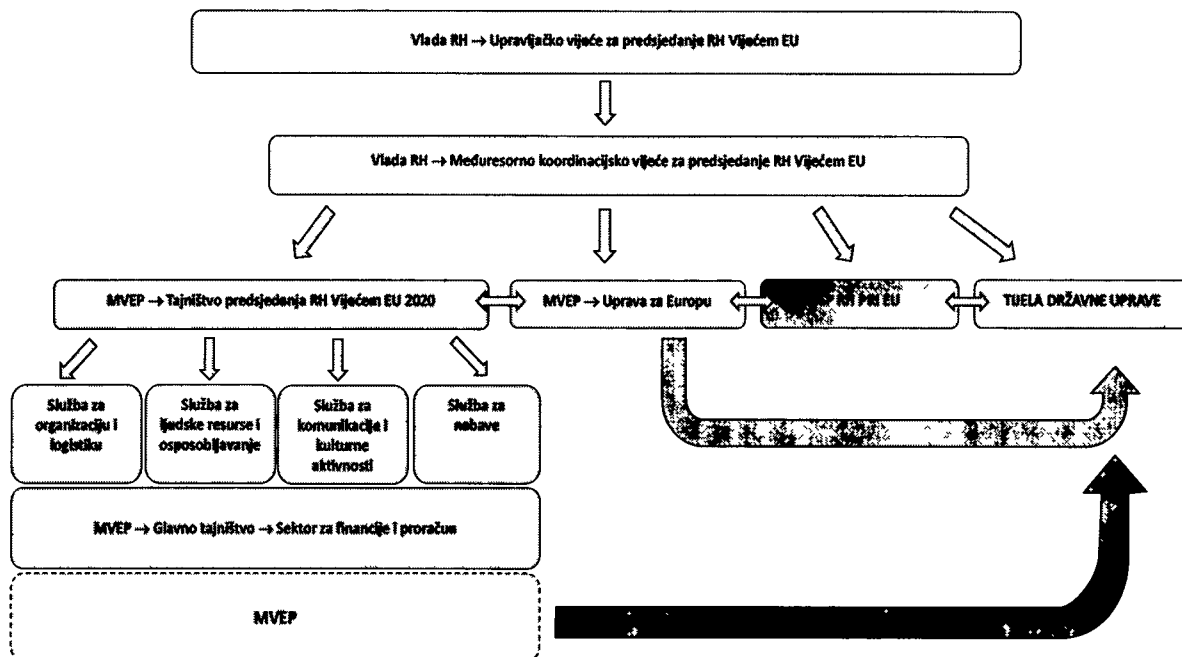 Vlada RH → Upravljačko vijeće za predsjedanje RH Vijećem EU
Vlada RH → Međuresorno koordinacijsko vijeće za predsjedanje RH Vijećem EU
MVEP → Tajništvo predsjedanja RH Vijećem EU 2020
MVEP → Uprava za Europu
RH PRI EU
TIJELA DRŽAVNE UPRAVE
Služba za
organizaciju i
logistiku
Služba za
ljudske resurse i
osposobljavanje
Služba za
komunikacije i
kulturne
aktivnosti
Služba za
nabave
MVEP → Glavno tajništvo → Sektor za financije i proračun
MVEP